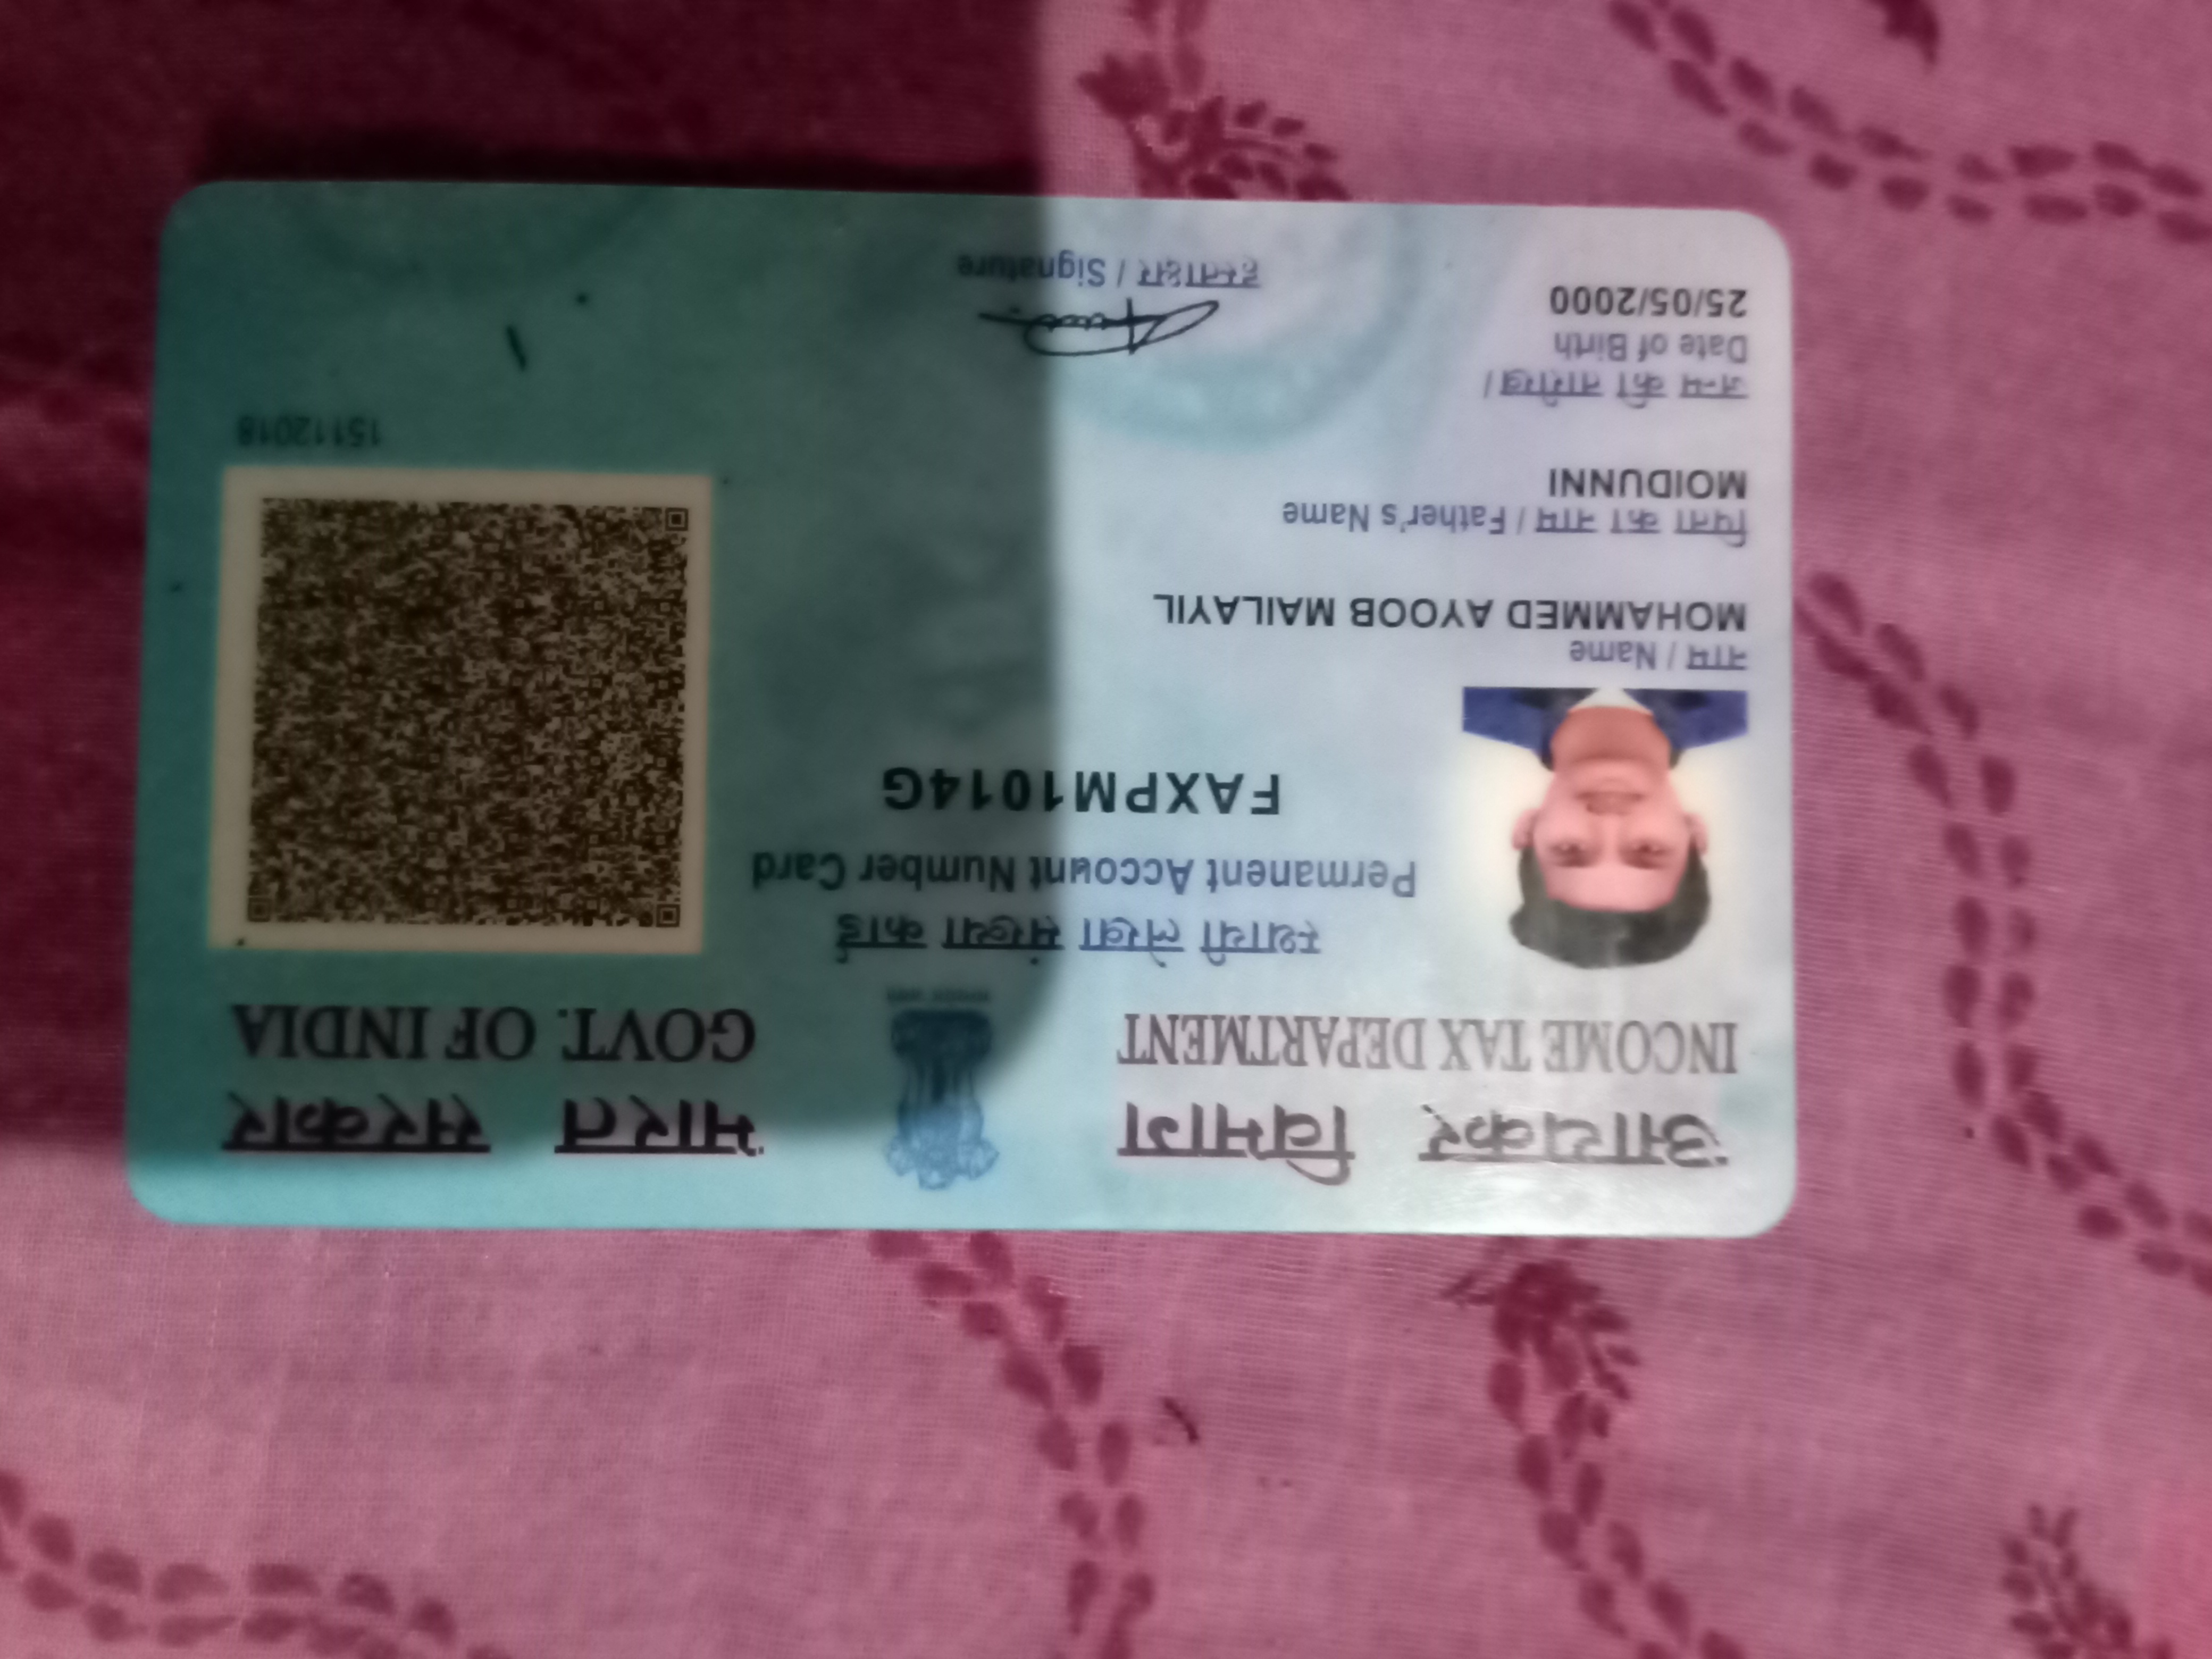 आयकर विभाग
INCOME TAX DEPARTMENT
भारत सरकार
GOVT. OF INDIA
स्थायी लेखा संख्या कार्ड
Permanent Account Number Card
FAXPM1014G
नाम / Name
MOHAMMED AYOOB MAILAYIL
पिता का नाम / Father's Name
MOIDUNNI
जन्म की तारीख /
Date of Birth
25/05/2000
हस्ताक्षर / Signature
15112018